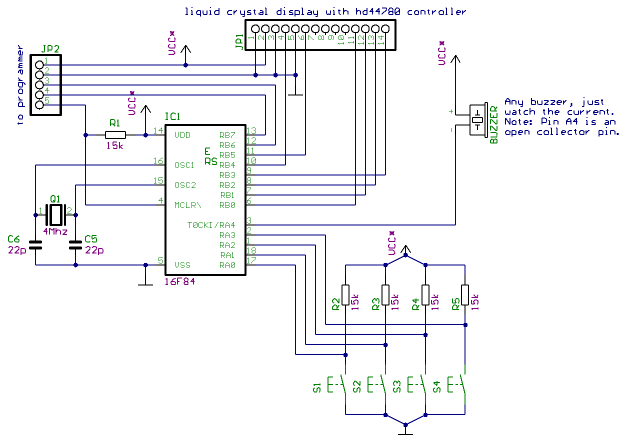 liquid crystal display with hd44780 controller
JP1
1 2 3 4 5 6 7 8 9 10 11 12 13 14
JP2
1
2
3
4
5
to programmer
VCC*
VCC*
VCC*
R1
15k
IC1
14 VDD
16 OSC1
15 OSC2
4 MCLR\
5 VSS
RB7 13
RB6 12
RB5 11
RB4 10
RB3 9
RB2 8
RB1 7
RB0 6
T0CKI/RA4 3
RA3 2
RA2 1
RA1 18
RA0 17
16F84
Q1
1 2
4Mhz
C6
22p
C5
22p
+
-
BUZZER
Any buzzer, just
watch the current.
Note: Pin A4 is an
open collector pin.
VCC*
R2
15k
R3
15k
R4
15k
R5
15k
S1
S2
S3
S4